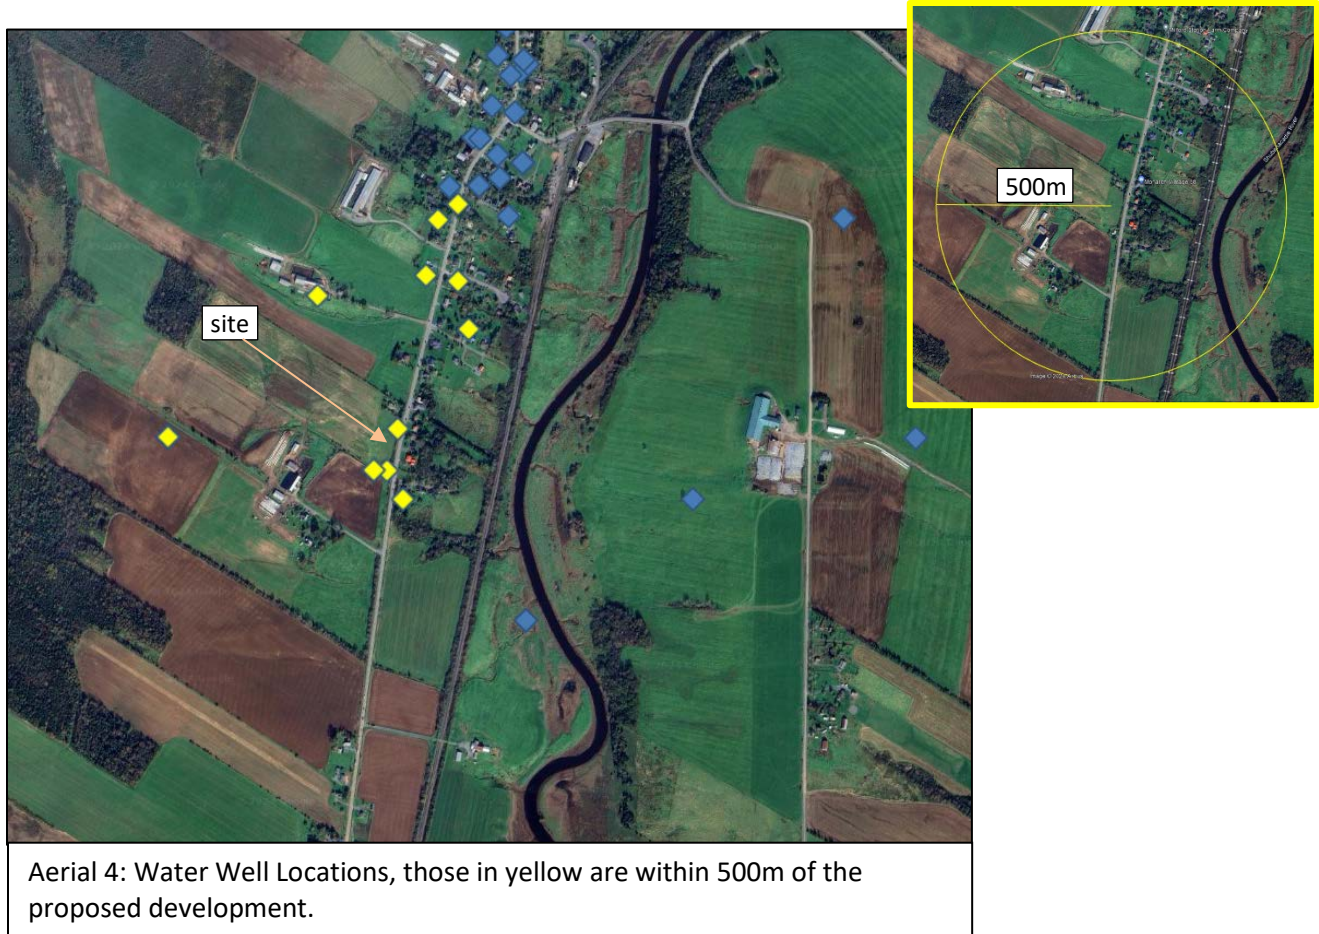 500m
site
Aerial 4: Water Well Locations, those in yellow are within 500m of the
proposed development.